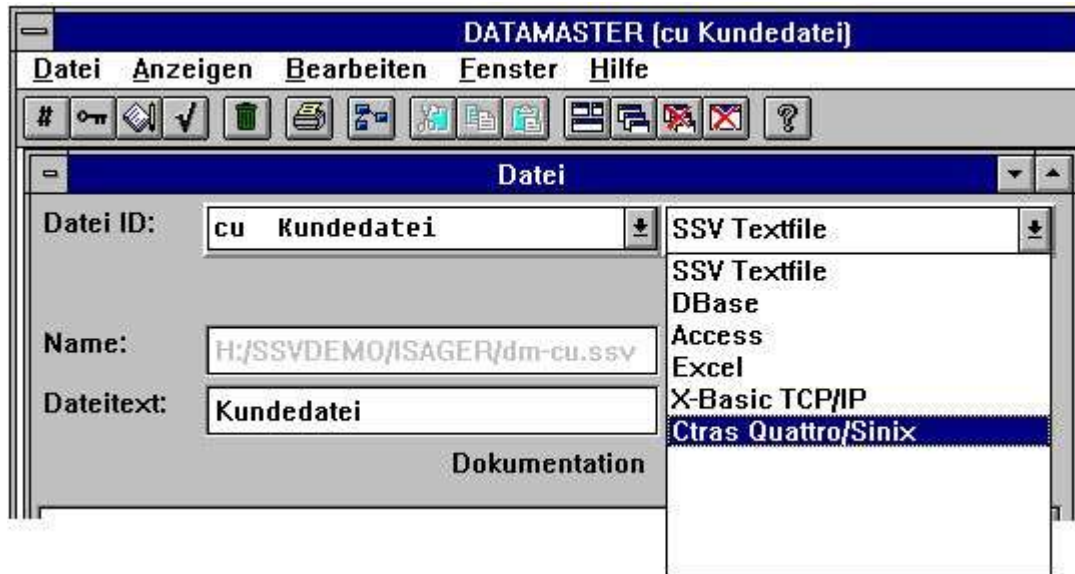 DATAMASTER (cu Kundedatei)
Datei Anzeigen Bearbeiten Fenster Hilfe
# ?
Datei
Datei ID: cu Kundedatei SSV Textfile
SSV Textfile
DBase
Access
Name: H:/SSVDEMO/ISAGER/dm-cu.ssv
Excel
X-Basic TCP/IP
Dateitext: Kundedatei
Ctras Quattro/Sinix
Dokumentation